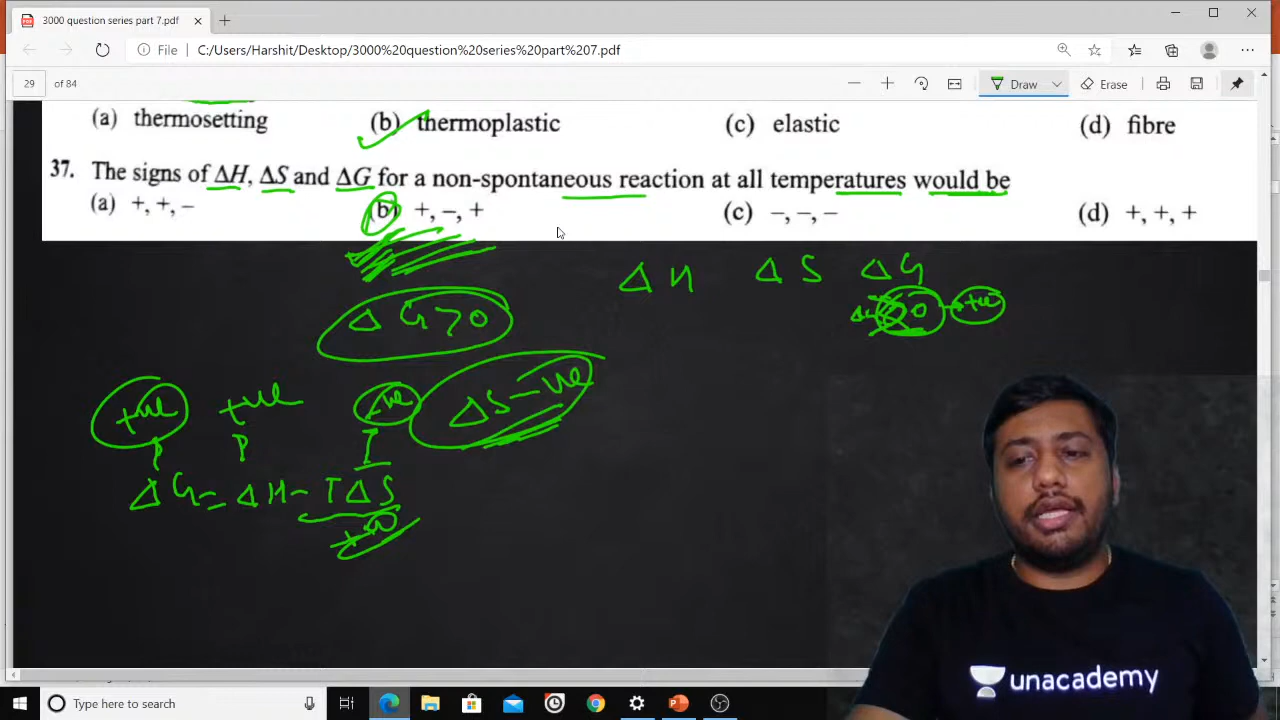 3000 question series part 7.pdf
File C:/Users/Harshit/Desktop/3000%20question%20series%20part%207.pdf
29 of 84 Draw Erase
(a) thermosetting (b) thermoplastic (c) elastic (d) fibre
37. The signs of ΔH, ΔS and ΔG for a non-spontaneous reaction at all temperatures would be
(a) +, +, – (b) +, –, + (c) –, –, – (d) +, +, +
ΔH ΔS ΔG
ΔG>0 +ve
+ve +ve +ve ΔS -ve
ΔG = ΔH - TΔS
unacademy
Type here to search